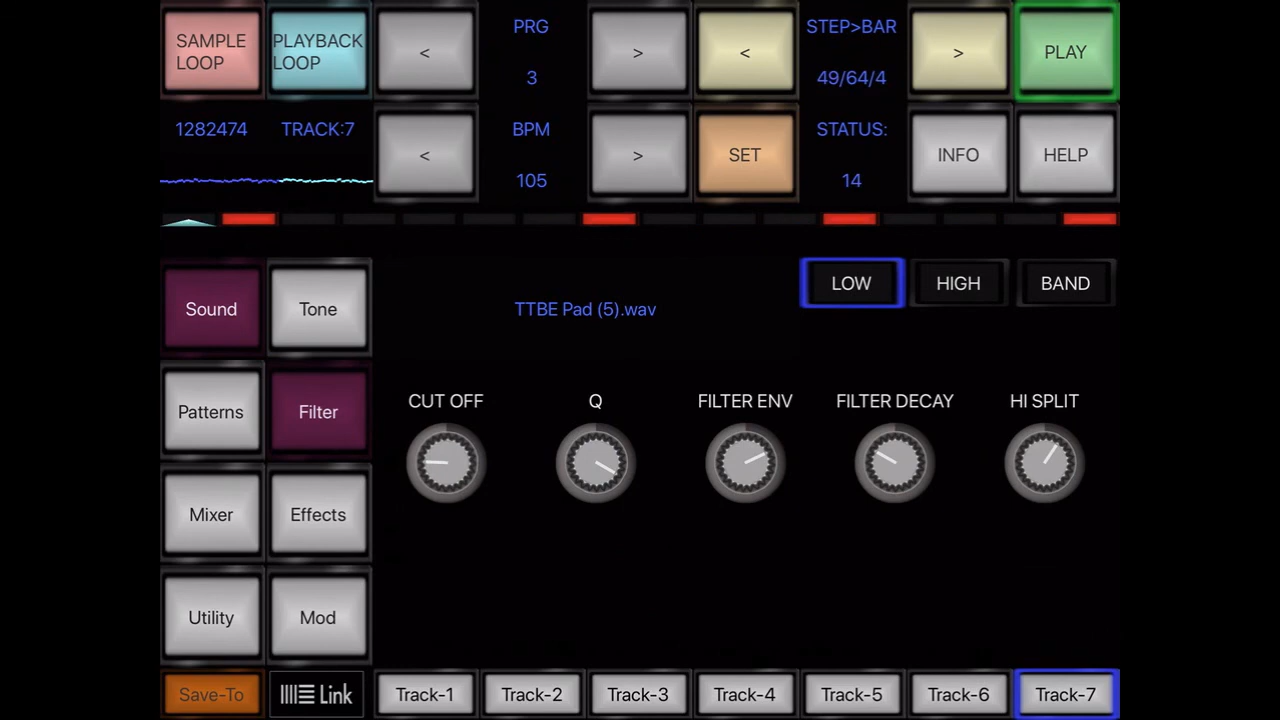 SAMPLE
LOOP
PLAYBACK
LOOP
<
PRG
3
>
<
STEP>BAR
49/64/4
>
PLAY
1282474
TRACK:7
<
BPM
105
>
SET
STATUS:
14
INFO
HELP
Sound
Tone
TTBE Pad (5).wav
LOW
HIGH
BAND
Patterns
Filter
CUT OFF
Q
FILTER ENV
FILTER DECAY
HI SPLIT
Mixer
Effects
Utility
Mod
Save-To
Link
Track-1
Track-2
Track-3
Track-4
Track-5
Track-6
Track-7